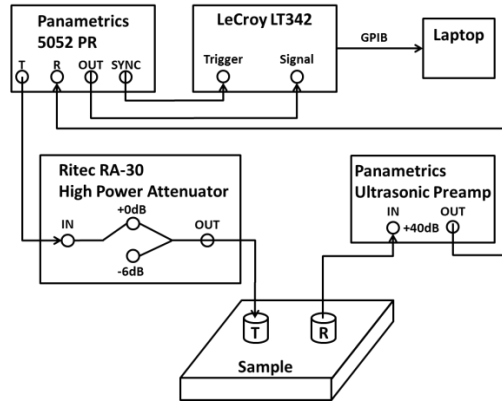 Panametrics
5052 PR
T R OUT SYNC
LeCroy LT342
Trigger Signal
GPIB
Laptop
Ritec RA-30
High Power Attenuator
+0dB
IN
OUT
-6dB
Panametrics
Ultrasonic Preamp
IN OUT
+40dB
T
R
Sample